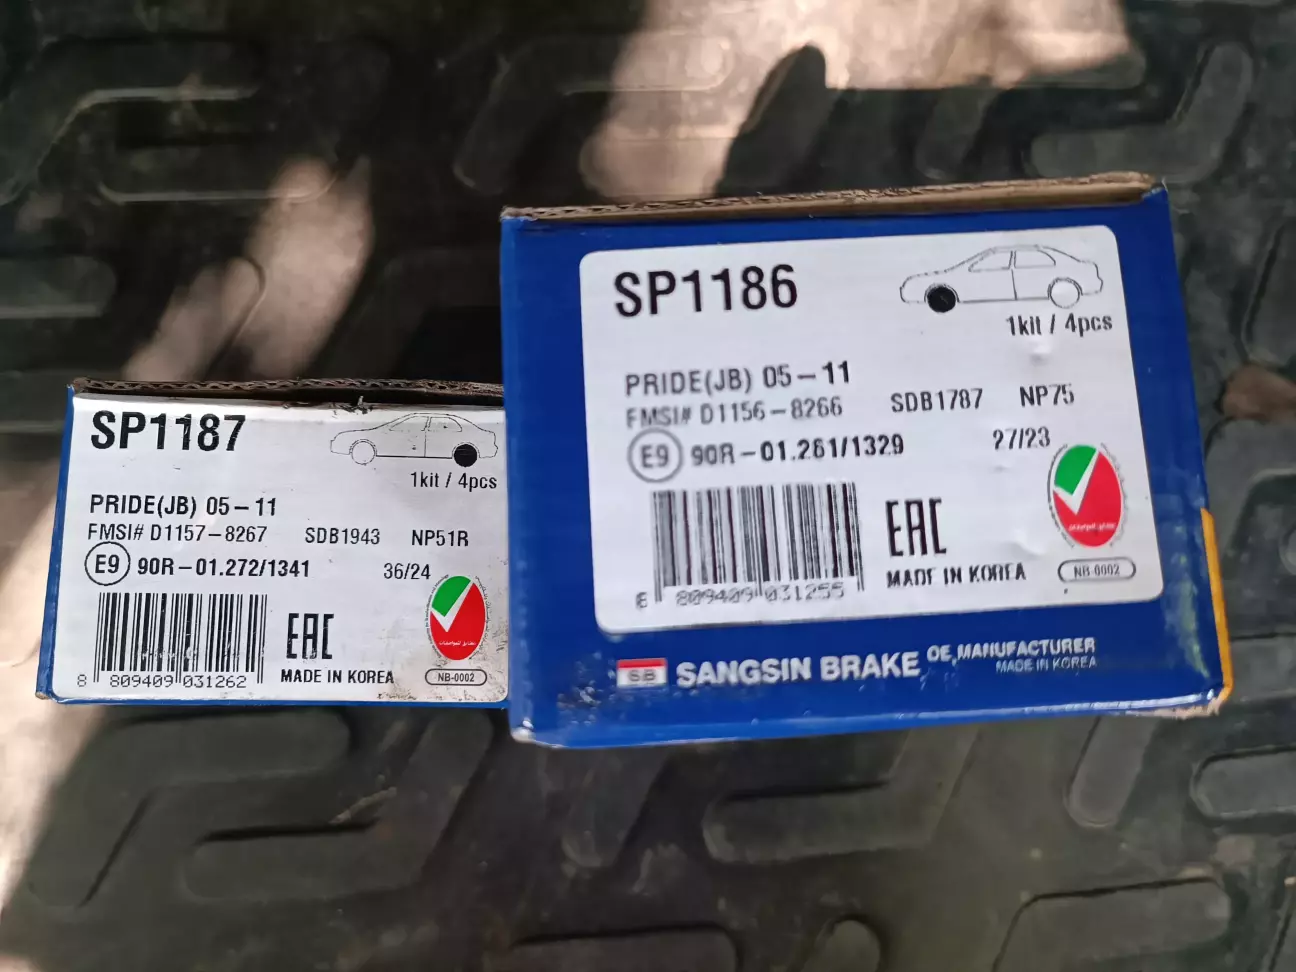 SP1187
1kit / 4pcs
PRIDE(JB) 05-11
FMSI# D1157-8267 SDB1943 NP51R
E9 90R-01.272/1341 36/24
EAC
MADE IN KOREA
NB-0002
8 809409 031262
SP1186
1kit / 4pcs
PRIDE(JB) 05-11
FMSI# D1156-8266 SDB1787 NP75
E9 90R-01.261/1329 27/23
EAC
MADE IN KOREA
NB-0002
8 809409 031255
SB SANGSIN BRAKE OE MANUFACTURER
MADE IN KOREA